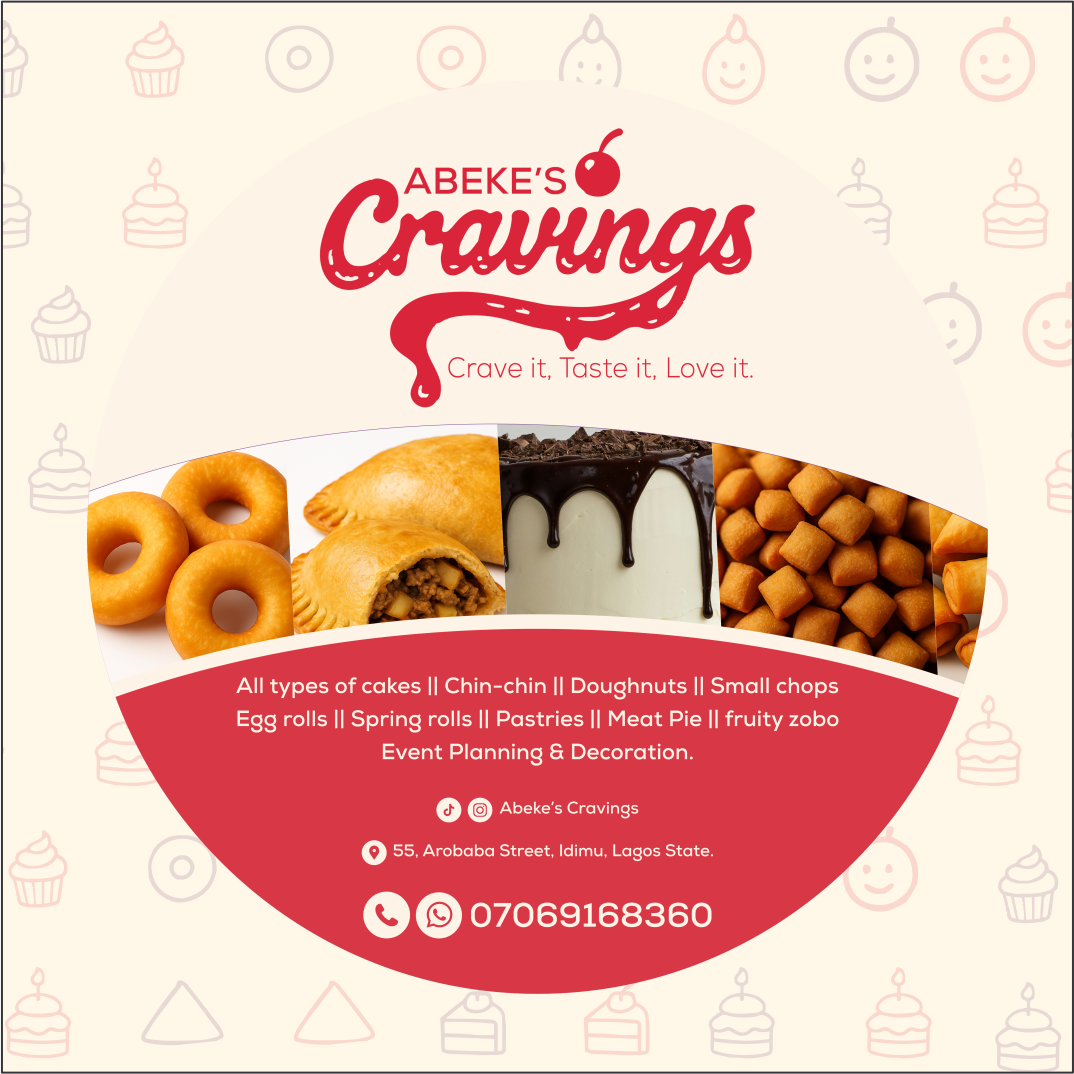 ABEKE'S
Cravings
Crave it, Taste it, Love it.
All types of cakes || Chin-chin || Doughnuts || Small chops
Egg rolls || Spring rolls || Pastries || Meat Pie || fruity zobo
Event Planning & Decoration.
Abeke's Cravings
55, Arobaba Street, Idimu, Lagos State.
07069168360